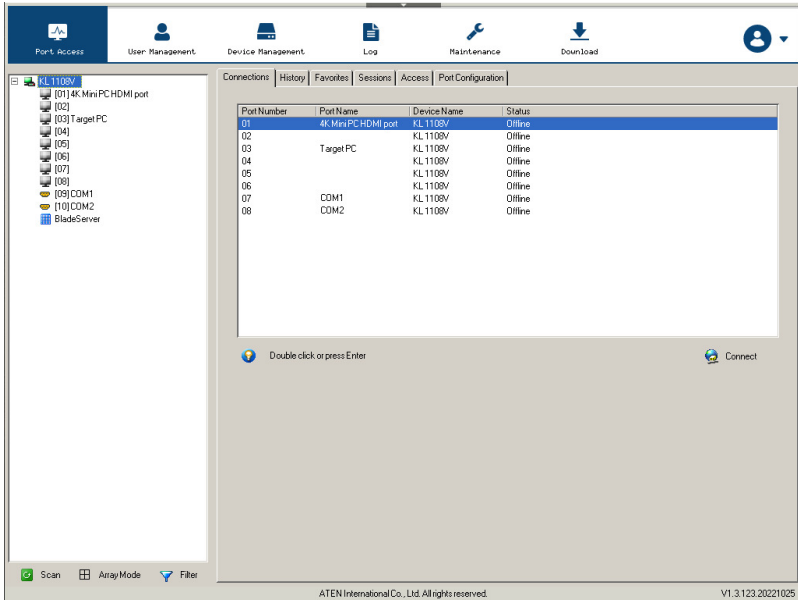 Port Access User Management Device Management Log Maintenance Download
KL1108V
[01] 4K Mini PC HDMI port
[02]
[03] Target PC
[04]
[05]
[06]
[07]
[08]
[09] COM1
[10] COM2
BladeServer
Scan Array Mode Filter
Connections History Favorites Sessions Access Port Configuration
Port Number Port Name Device Name Status
01 4K Mini PC HDMI port KL1108V Offline
02 KL1108V Offline
03 Target PC KL1108V Offline
04 KL1108V Offline
05 KL1108V Offline
06 KL1108V Offline
07 COM1 KL1108V Offline
08 COM2 KL1108V Offline
Double click or press Enter Connect
ATEN International Co., Ltd. All rights reserved. V1.3.123.20221025